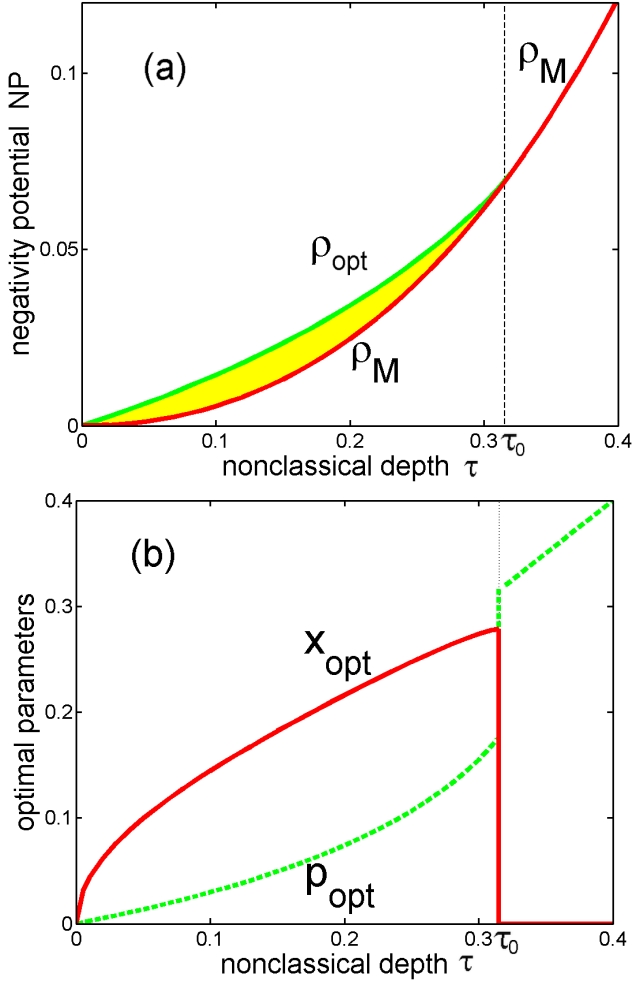 (a)
ρM
0.1
negativity potential NP
0.05
ρopt
ρM
0
0 0.1 0.2 0.3 τ0 0.4
nonclassical depth τ
0.4
(b)
optimal parameters
0.3
xopt
0.2
0.1
popt
0
0 0.1 0.2 0.3 τ0 0.4
nonclassical depth τ